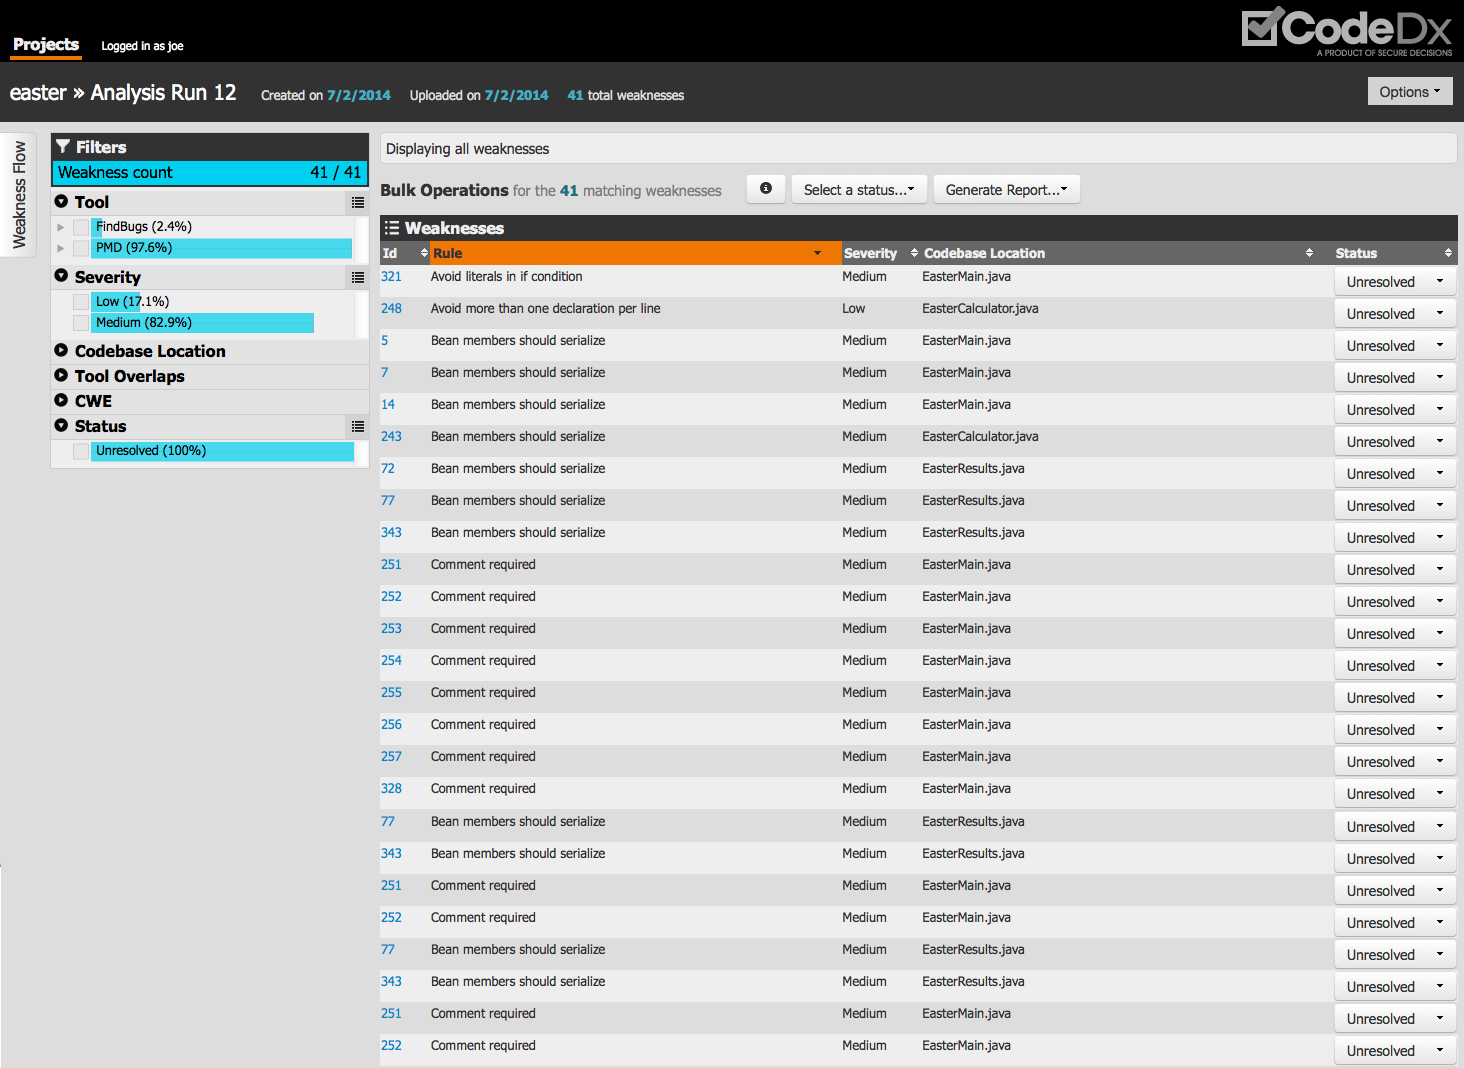 CodeDx
A PRODUCT OF SECURE DECISIONS
Projects Logged in as joe
easter » Analysis Run 12 Created on 7/2/2014 Uploaded on 7/2/2014 41 total weaknesses Options
Weakness Flow
Filters
Weakness count 41 / 41
Tool
FindBugs (2.4%)
PMD (97.6%)
Severity
Low (17.1%)
Medium (82.9%)
Codebase Location
Tool Overlaps
CWE
Status
Unresolved (100%)
Displaying all weaknesses
Bulk Operations for the 41 matching weaknesses Select a status... Generate Report...
Weaknesses
Id Rule Severity Codebase Location Status
321 Avoid literals in if condition Medium EasterMain.java Unresolved
248 Avoid more than one declaration per line Low EasterCalculator.java Unresolved
5 Bean members should serialize Medium EasterMain.java Unresolved
7 Bean members should serialize Medium EasterMain.java Unresolved
14 Bean members should serialize Medium EasterMain.java Unresolved
243 Bean members should serialize Medium EasterCalculator.java Unresolved
72 Bean members should serialize Medium EasterResults.java Unresolved
77 Bean members should serialize Medium EasterResults.java Unresolved
343 Bean members should serialize Medium EasterResults.java Unresolved
251 Comment required Medium EasterMain.java Unresolved
252 Comment required Medium EasterMain.java Unresolved
253 Comment required Medium EasterMain.java Unresolved
254 Comment required Medium EasterMain.java Unresolved
255 Comment required Medium EasterMain.java Unresolved
256 Comment required Medium EasterMain.java Unresolved
257 Comment required Medium EasterMain.java Unresolved
328 Comment required Medium EasterMain.java Unresolved
77 Bean members should serialize Medium EasterResults.java Unresolved
343 Bean members should serialize Medium EasterResults.java Unresolved
251 Comment required Medium EasterMain.java Unresolved
252 Comment required Medium EasterMain.java Unresolved
77 Bean members should serialize Medium EasterResults.java Unresolved
343 Bean members should serialize Medium EasterResults.java Unresolved
251 Comment required Medium EasterMain.java Unresolved
252 Comment required Medium EasterMain.java Unresolved